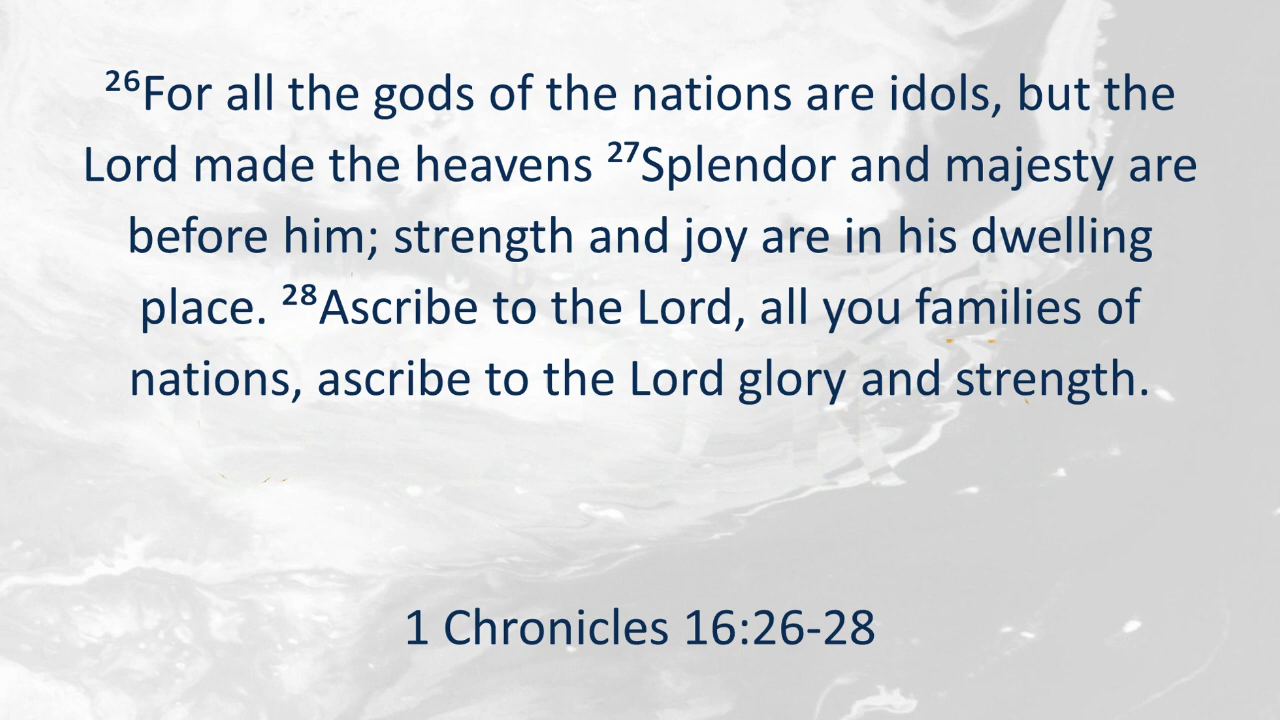 ²⁶For all the gods of the nations are idols, but the
Lord made the heavens ²⁷Splendor and majesty are
before him; strength and joy are in his dwelling
place. ²⁸Ascribe to the Lord, all you families of
nations, ascribe to the Lord glory and strength.
1 Chronicles 16:26-28